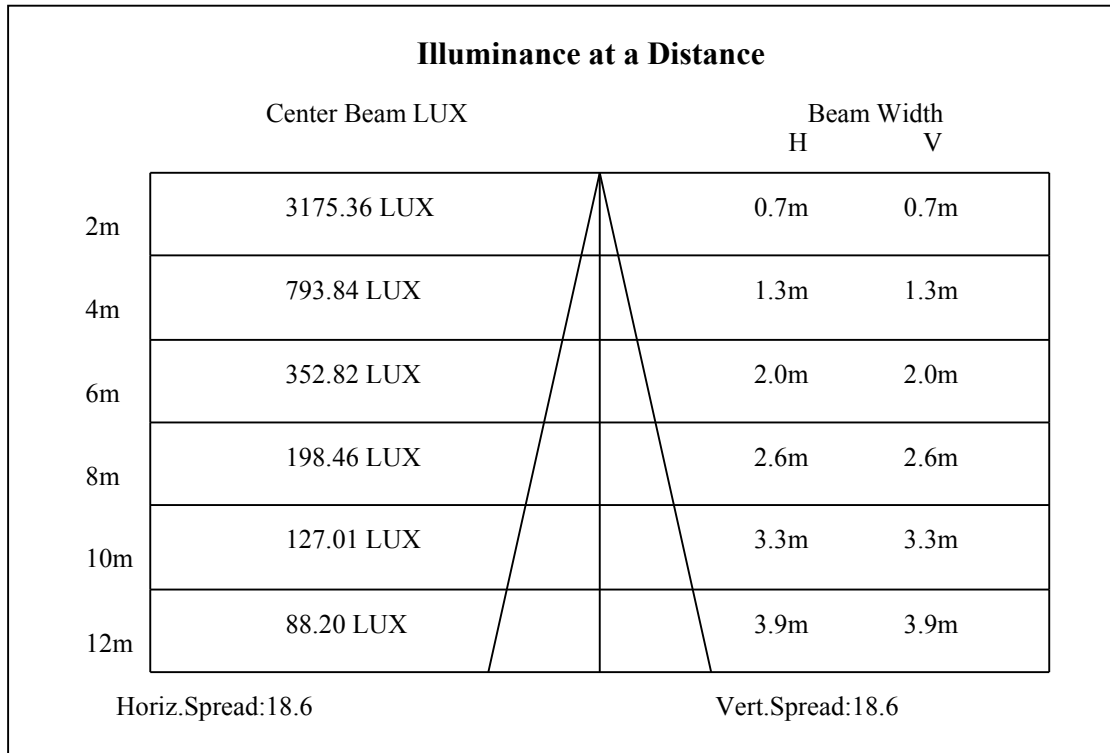 Illuminance at a Distance
Center Beam LUX Beam Width
H V
2m 3175.36 LUX 0.7m 0.7m
4m 793.84 LUX 1.3m 1.3m
6m 352.82 LUX 2.0m 2.0m
8m 198.46 LUX 2.6m 2.6m
10m 127.01 LUX 3.3m 3.3m
12m 88.20 LUX 3.9m 3.9m
Horiz.Spread:18.6 Vert.Spread:18.6